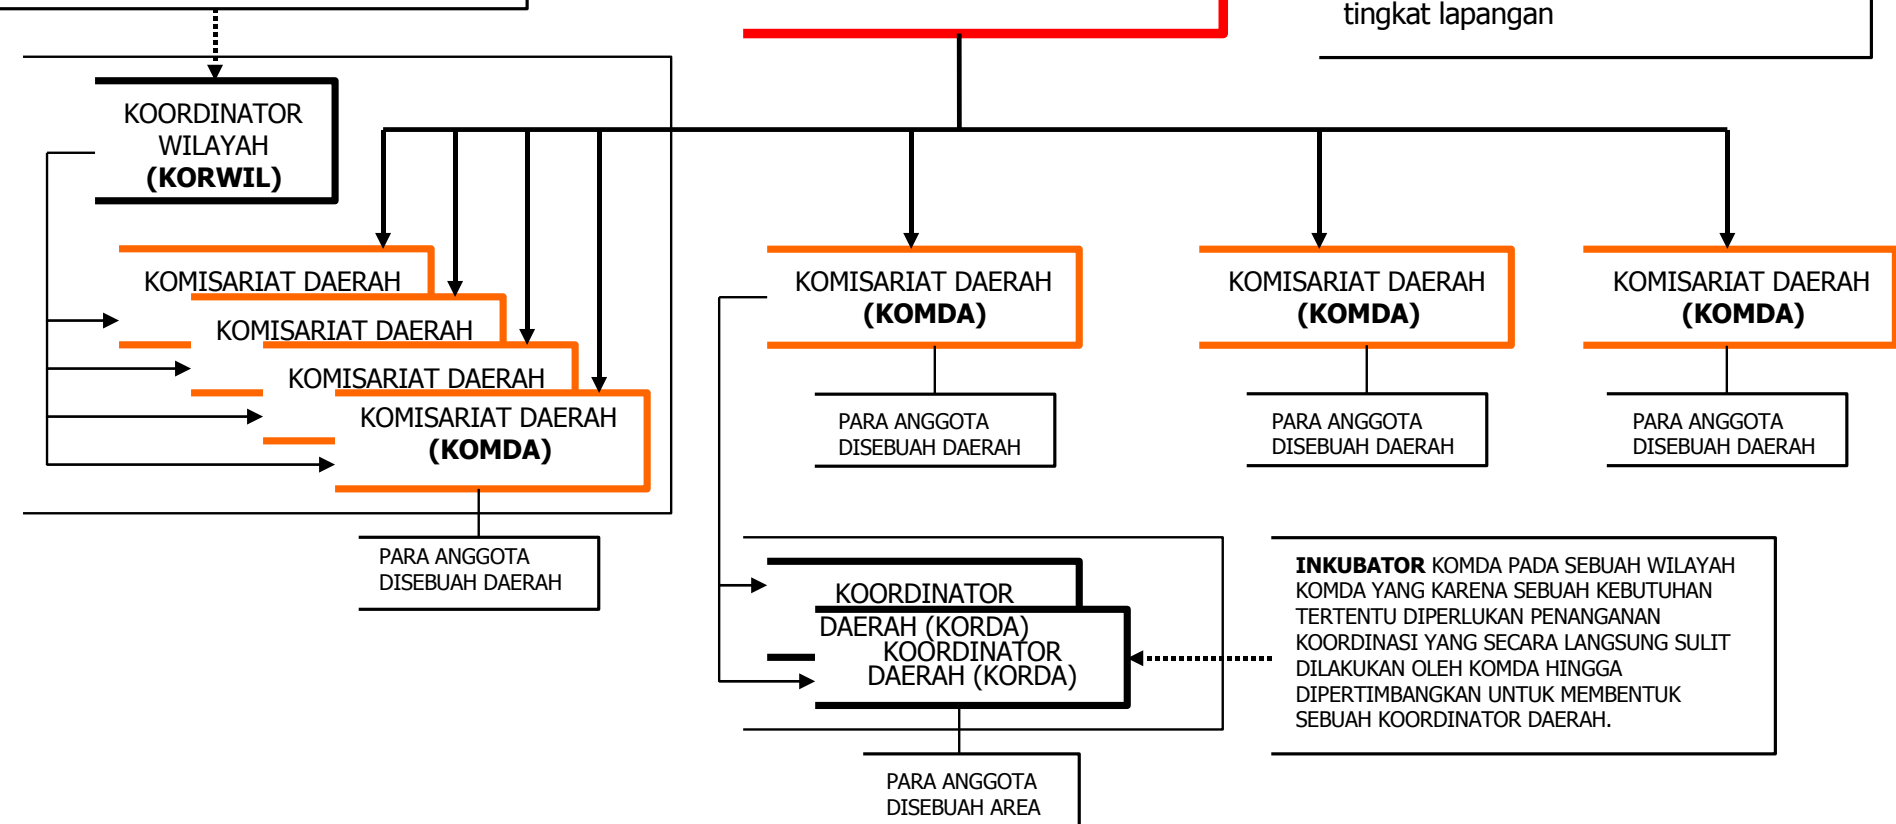 tingkat lapangan
KOORDINATOR
WILAYAH
(KORWIL)
KOMISARIAT DAERAH
KOMISARIAT DAERAH
KOMISARIAT DAERAH
KOMISARIAT DAERAH
(KOMDA)
PARA ANGGOTA
DISEBUAH DAERAH
KOMISARIAT DAERAH
(KOMDA)
PARA ANGGOTA
DISEBUAH DAERAH
KOMISARIAT DAERAH
(KOMDA)
PARA ANGGOTA
DISEBUAH DAERAH
KOMISARIAT DAERAH
(KOMDA)
PARA ANGGOTA
DISEBUAH DAERAH
KOORDINATOR
DAERAH (KORDA)
KOORDINATOR
DAERAH (KORDA)
PARA ANGGOTA
DISEBUAH AREA
INKUBATOR KOMDA PADA SEBUAH WILAYAH
KOMDA YANG KARENA SEBUAH KEBUTUHAN
TERTENTU DIPERLUKAN PENANGANAN
KOORDINASI YANG SECARA LANGSUNG SULIT
DILAKUKAN OLEH KOMDA HINGGA
DIPERTIMBANGKAN UNTUK MEMBENTUK
SEBUAH KOORDINATOR DAERAH.